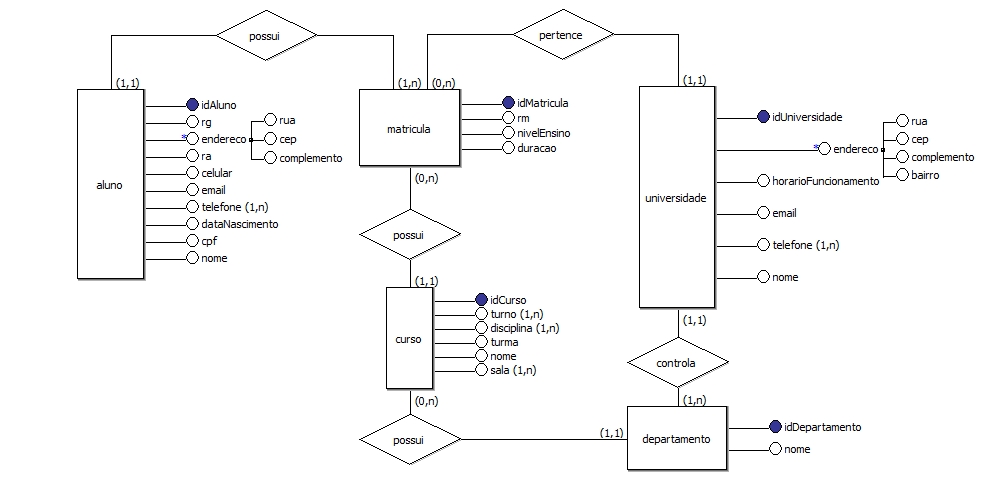 possui
pertence
(1,1)
(1,n)
(0,n)
(1,1)
aluno
idAluno
rg
* endereco
rua
cep
complemento
ra
celular
email
telefone (1,n)
dataNascimento
cpf
nome
matricula
idMatricula
rm
nivelEnsino
duracao
universidade
idUniversidade
* endereco
rua
cep
complemento
bairro
horarioFuncionamento
email
telefone (1,n)
nome
(0,n)
possui
(1,1)
curso
idCurso
turno (1,n)
disciplina (1,n)
turma
nome
sala (1,n)
(1,1)
controla
(1,n)
(0,n)
possui
(1,1)
departamento
idDepartamento
nome